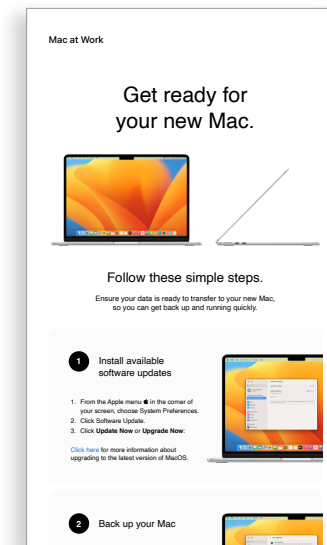 Mac at Work
Get ready for
your new Mac.
Follow these simple steps.
Ensure your data is ready to transfer to your new Mac,
so you can get back up and running quickly.
1 Install available
software updates
1. From the Apple menu  in the corner of
your screen, choose System Preferences.
2. Click Software Update.
3. Click Update Now or Upgrade Now:
Click here for more information about
upgrading to the latest version of MacOS.
2 Back up your Mac